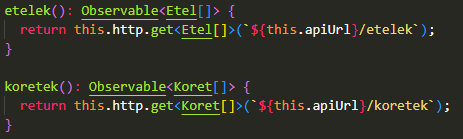 etelek(): Observable<Etel[]> {
  return this.http.get<Etel[]>(`${this.apiUrl}/etelek`);
}

koretek(): Observable<Koret[]> {
  return this.http.get<Koret[]>(`${this.apiUrl}/koretek`);
}